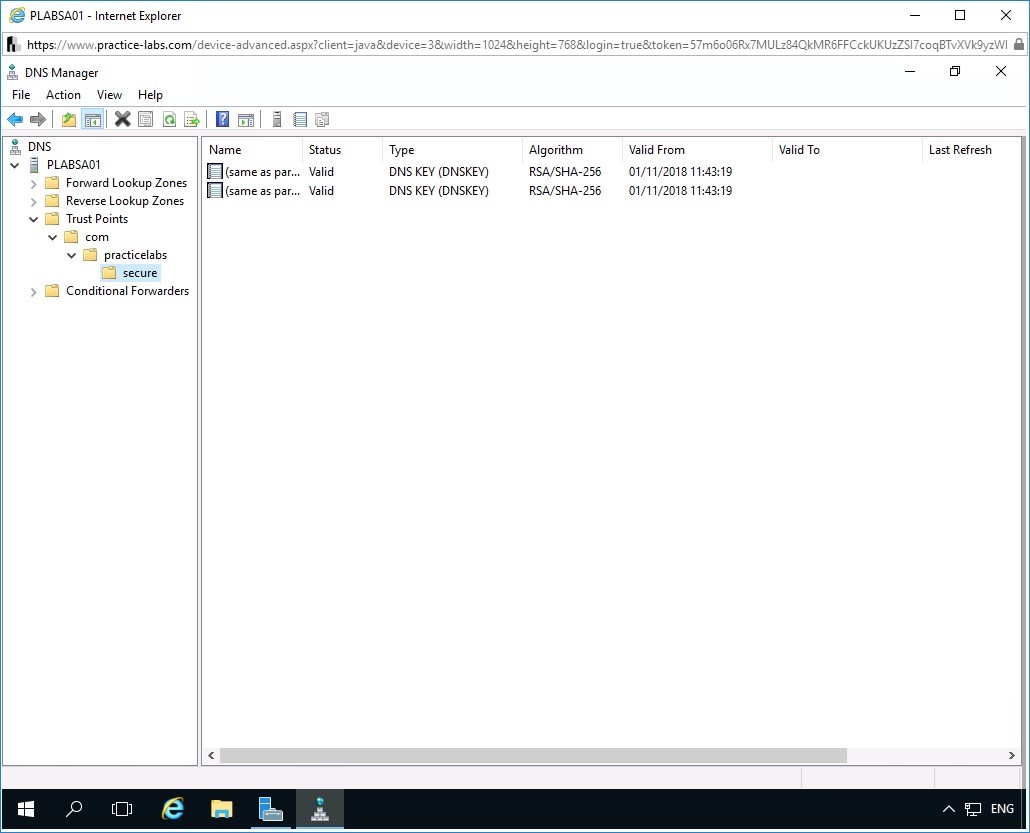 PLABSA01 - Internet Explorer
https://www.practice-labs.com/device-advanced.aspx?client=java&device=3&width=1024&height=768&login=true&token=57m6o06Rx7MULz84QkMR6FFCckUKUzZSI7coqBTvXVk9yzWl
DNS Manager
File Action View Help
DNS
PLABSA01
Forward Lookup Zones
Reverse Lookup Zones
Trust Points
com
practicelabs
secure
Conditional Forwarders
Name Status Type Algorithm Valid From Valid To Last Refresh
(same as par... Valid DNS KEY (DNSKEY) RSA/SHA-256 01/11/2018 11:43:19
(same as par... Valid DNS KEY (DNSKEY) RSA/SHA-256 01/11/2018 11:43:19
ENG